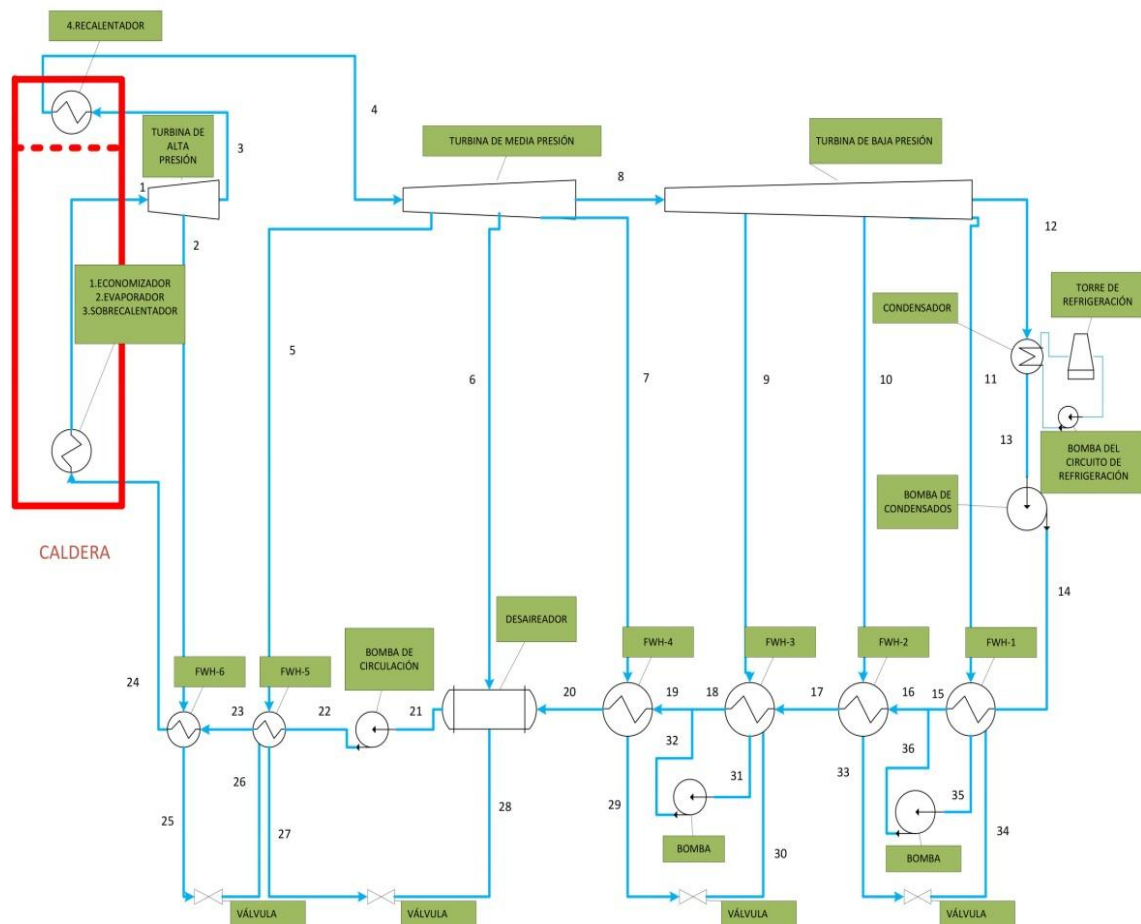 4.RECALENTADOR
TURBINA DE
ALTA
PRESIÓN
4
3
TURBINA DE MEDIA PRESIÓN
TURBINA DE BAJA PRESIÓN
1
8
2
12
1.ECONOMIZADOR
2.EVAPORADOR
3.SOBRECALENTADOR
TORRE DE
REFRIGERACIÓN
CONDENSADOR
5
6
7
9
10
11
13
BOMBA DEL
CIRCUITO DE
REFRIGERACIÓN
BOMBA DE
CONDENSADOS
CALDERA
14
DESAIREADOR
BOMBA DE
CIRCULACIÓN
FWH-6
FWH-5
FWH-4
FWH-3
FWH-2
FWH-1
24
23
22
21
20
19
18
17
16
15
32
36
26
31
33
35
25
27
28
29
30
34
BOMBA
BOMBA
VÁLVULA
VÁLVULA
VÁLVULA
VÁLVULA